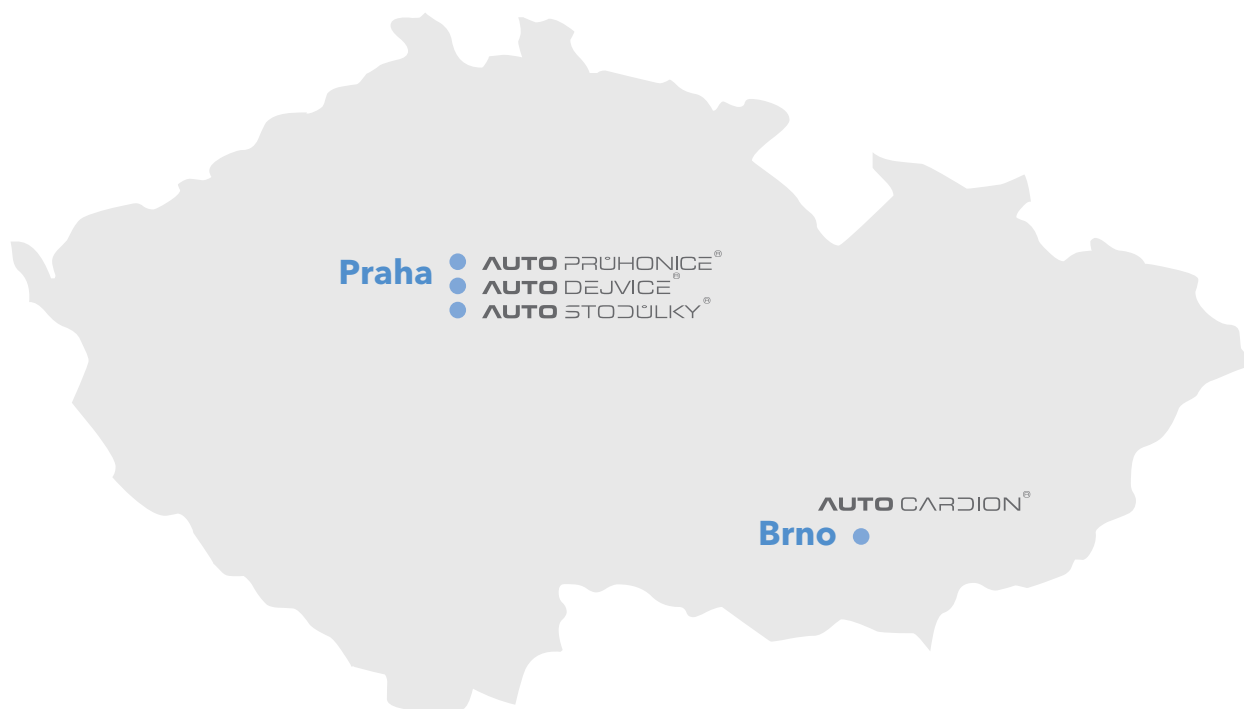 Praha
AUTO PRŮHONICE®
AUTO DEJVICE®
AUTO STODŮLKY®
AUTO CARDION®
Brno